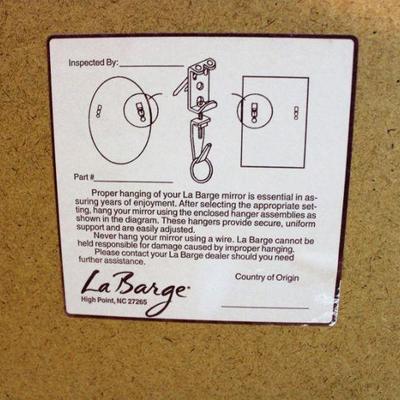 Inspected By:
Part #
Proper hanging of your La Barge mirror is essential in as-
suring years of enjoyment. After selecting the appropriate set-
ting, hang your mirror using the enclosed hanger assemblies as
shown in the diagram. These hangers provide secure, uniform
support and are easily adjusted.
Never hang your mirror using a wire. La Barge cannot be
held responsible for damage caused by improper hanging.
Please contact your La Barge dealer should you need
further assistance.
Country of Origin
La Barge
High Point, NC 27265